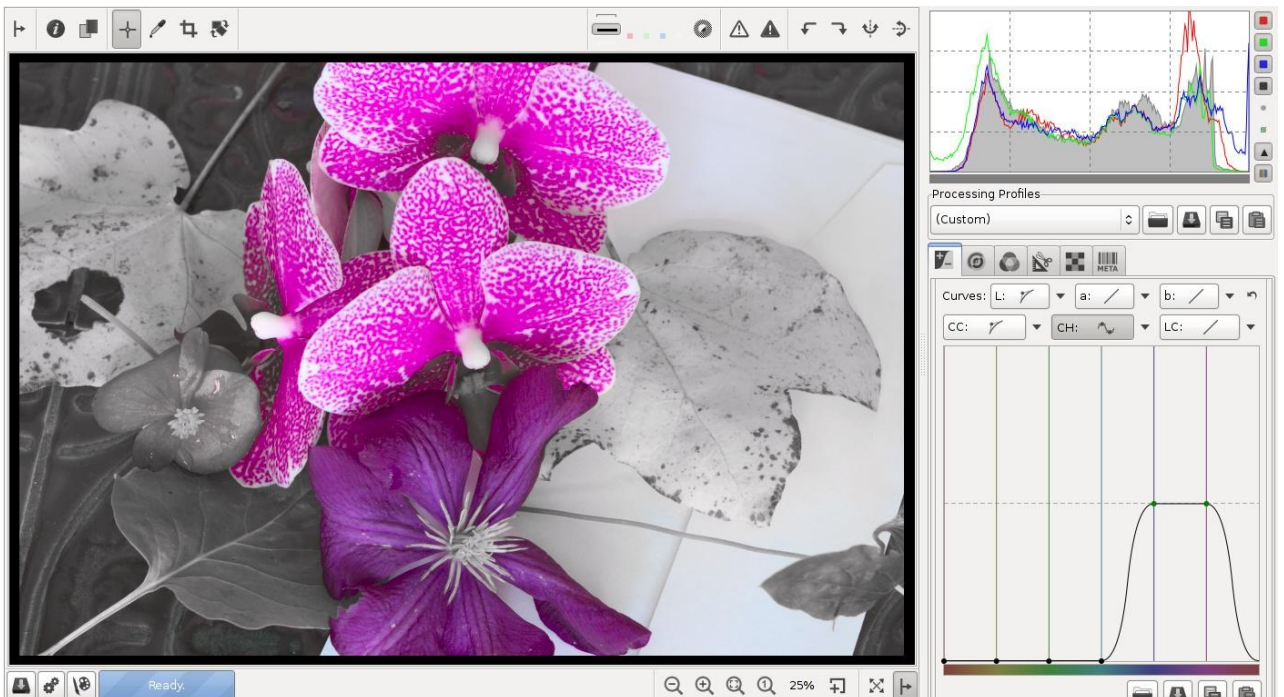 Processing Profiles
(Custom)
META
Curves: L: a: b:
CC: CH: LC:
Ready. 25%